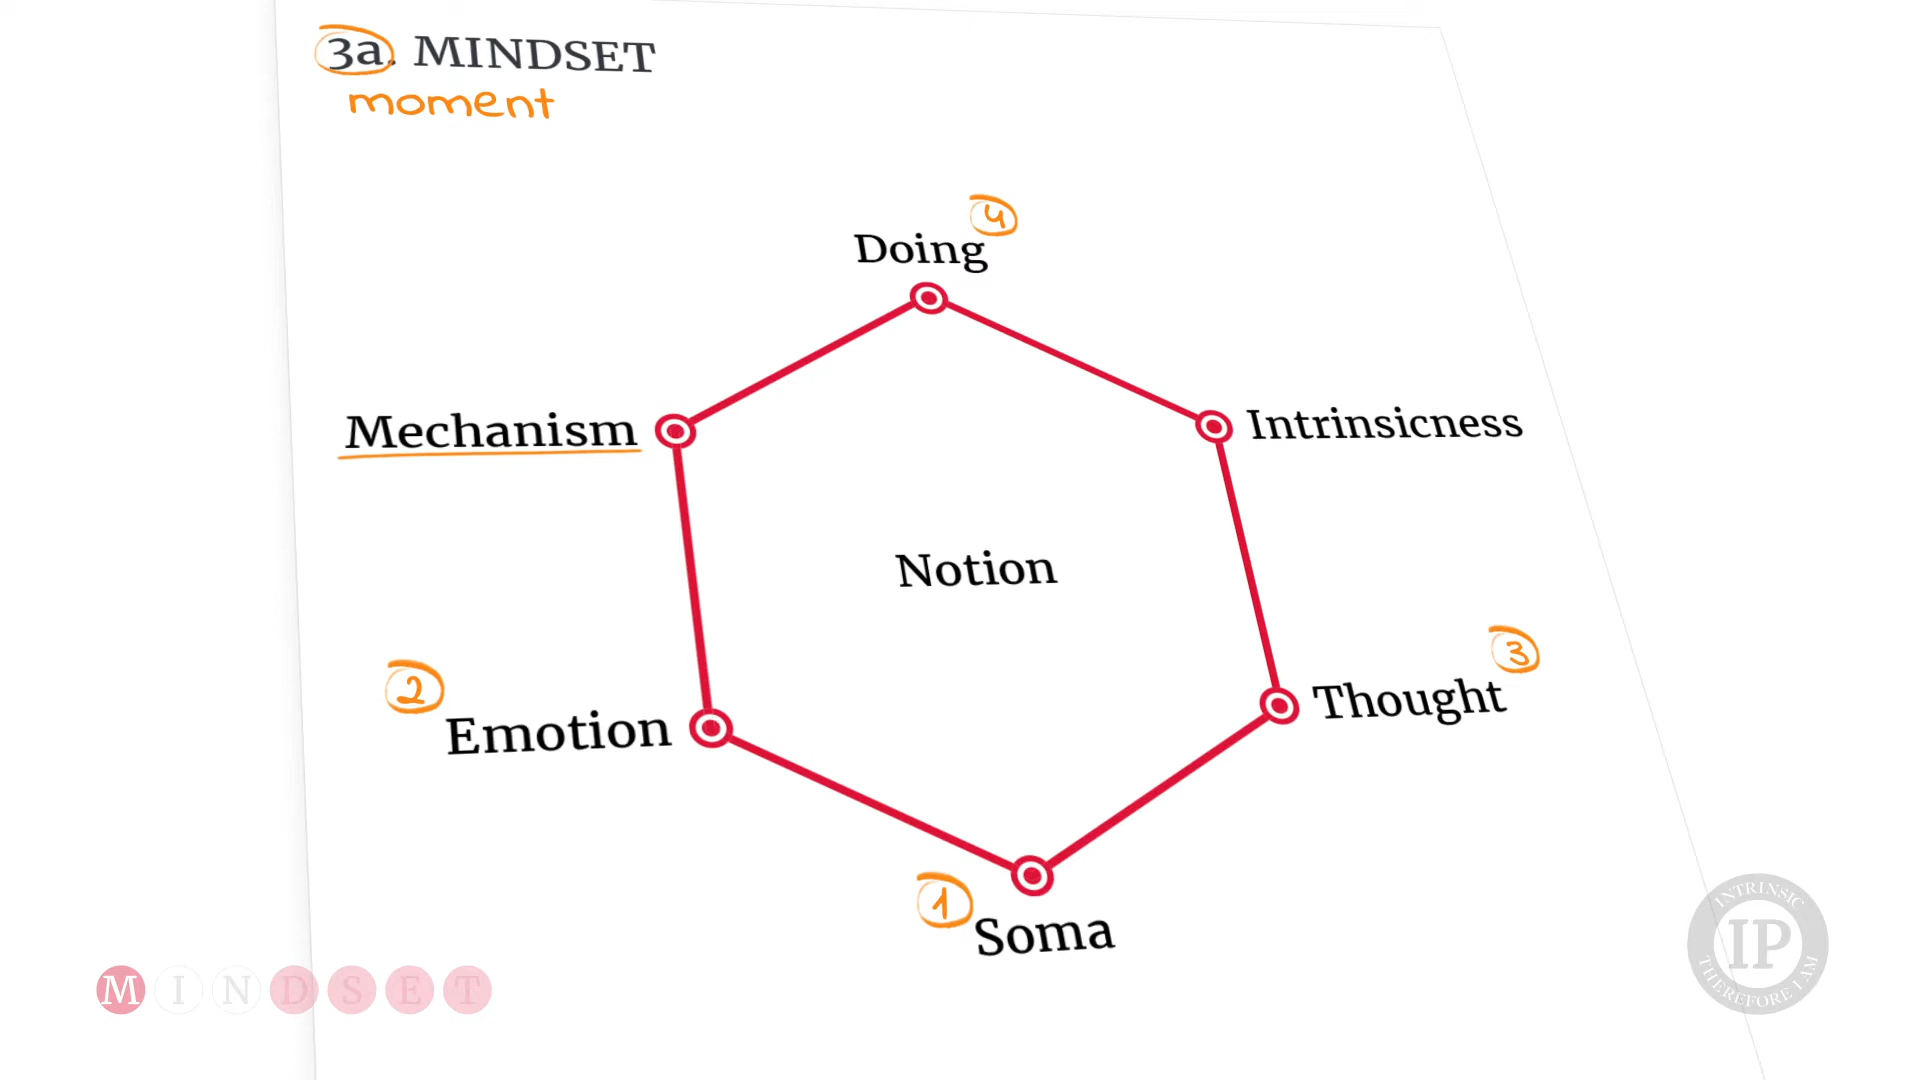 3a. MINDSET
moment
4
Doing
Mechanism
Intrinsicness
Notion
2
Emotion
3
Thought
1
Soma
M I N D S E T
INTRINSIC
IP
THEREFORE I AM